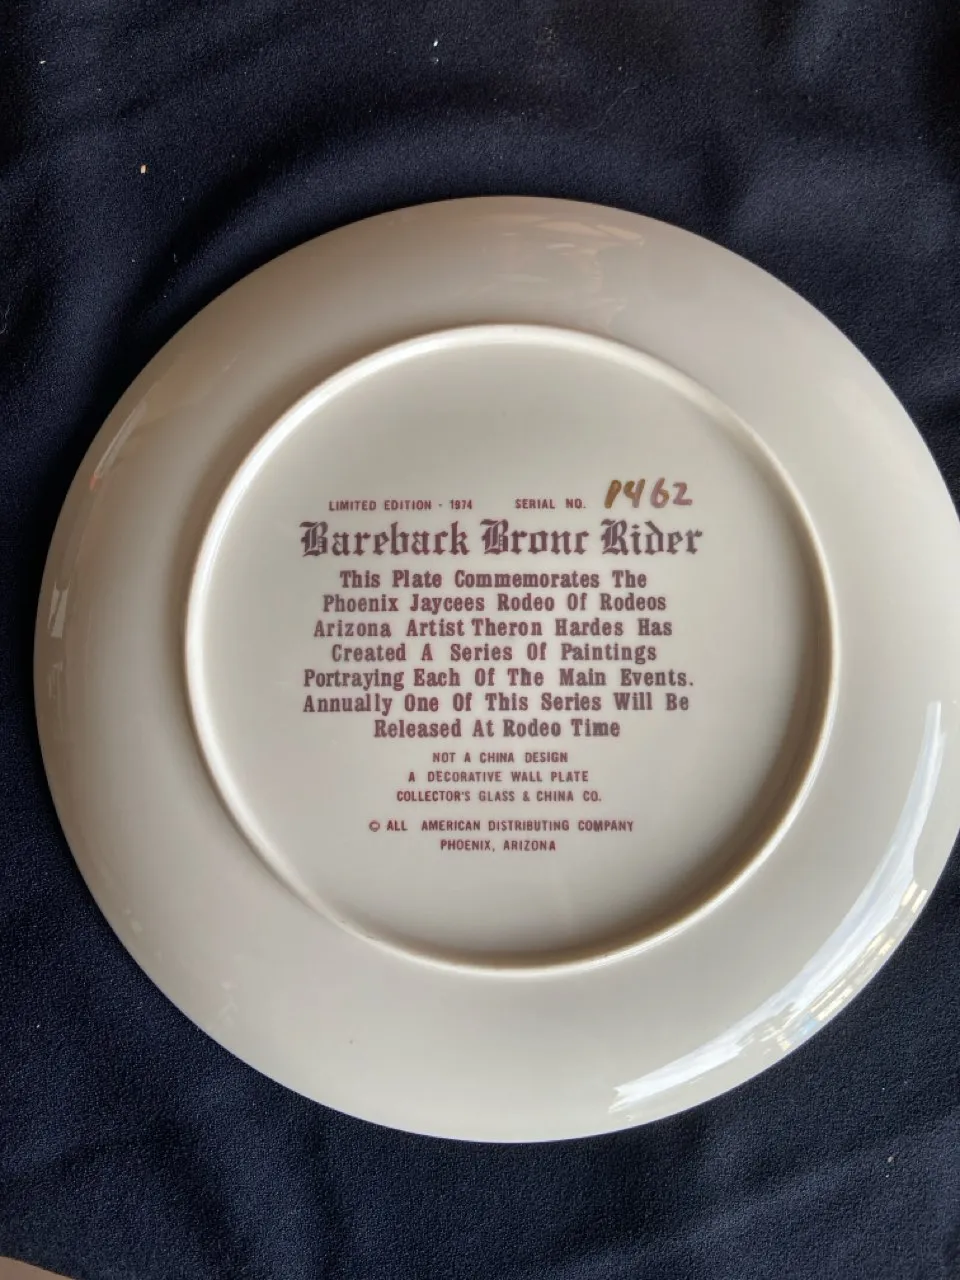 LIMITED EDITION - 1974 SERIAL NO. 1462
Bareback Bronc Rider
This Plate Commemorates The
Phoenix Jaycees Rodeo Of Rodeos
Arizona Artist Theron Hardes Has
Created A Series Of Paintings
Portraying Each Of The Main Events.
Annually One Of This Series Will Be
Released At Rodeo Time
NOT A CHINA DESIGN
A DECORATIVE WALL PLATE
COLLECTOR'S GLASS & CHINA CO.
© ALL AMERICAN DISTRIBUTING COMPANY
PHOENIX, ARIZONA